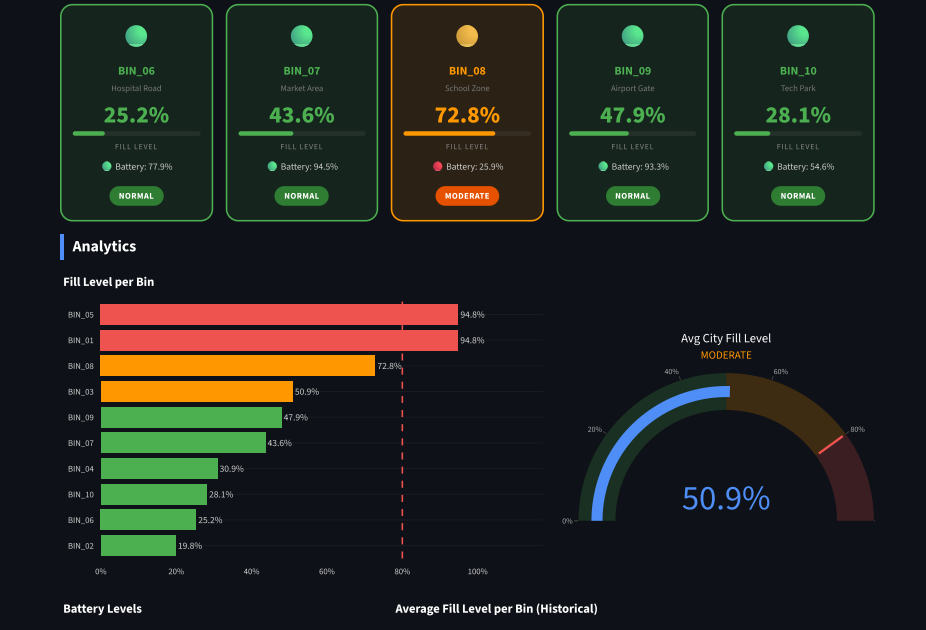 BIN_06
Hospital Road
25.2%
FILL LEVEL
Battery: 77.9%
NORMAL
BIN_07
Market Area
43.6%
FILL LEVEL
Battery: 94.5%
NORMAL
BIN_08
School Zone
72.8%
FILL LEVEL
Battery: 25.9%
MODERATE
BIN_09
Airport Gate
47.9%
FILL LEVEL
Battery: 93.3%
NORMAL
BIN_10
Tech Park
28.1%
FILL LEVEL
Battery: 54.6%
NORMAL
Analytics
Fill Level per Bin
BIN_05 94.8%
BIN_01 94.8%
BIN_08 72.8%
BIN_03 50.9%
BIN_09 47.9%
BIN_07 43.6%
BIN_04 30.9%
BIN_10 28.1%
BIN_06 25.2%
BIN_02 19.8%
0% 20% 40% 60% 80% 100%
Avg City Fill Level
MODERATE
0%
20%
40%
60%
80%
50.9%
Battery Levels
Average Fill Level per Bin (Historical)